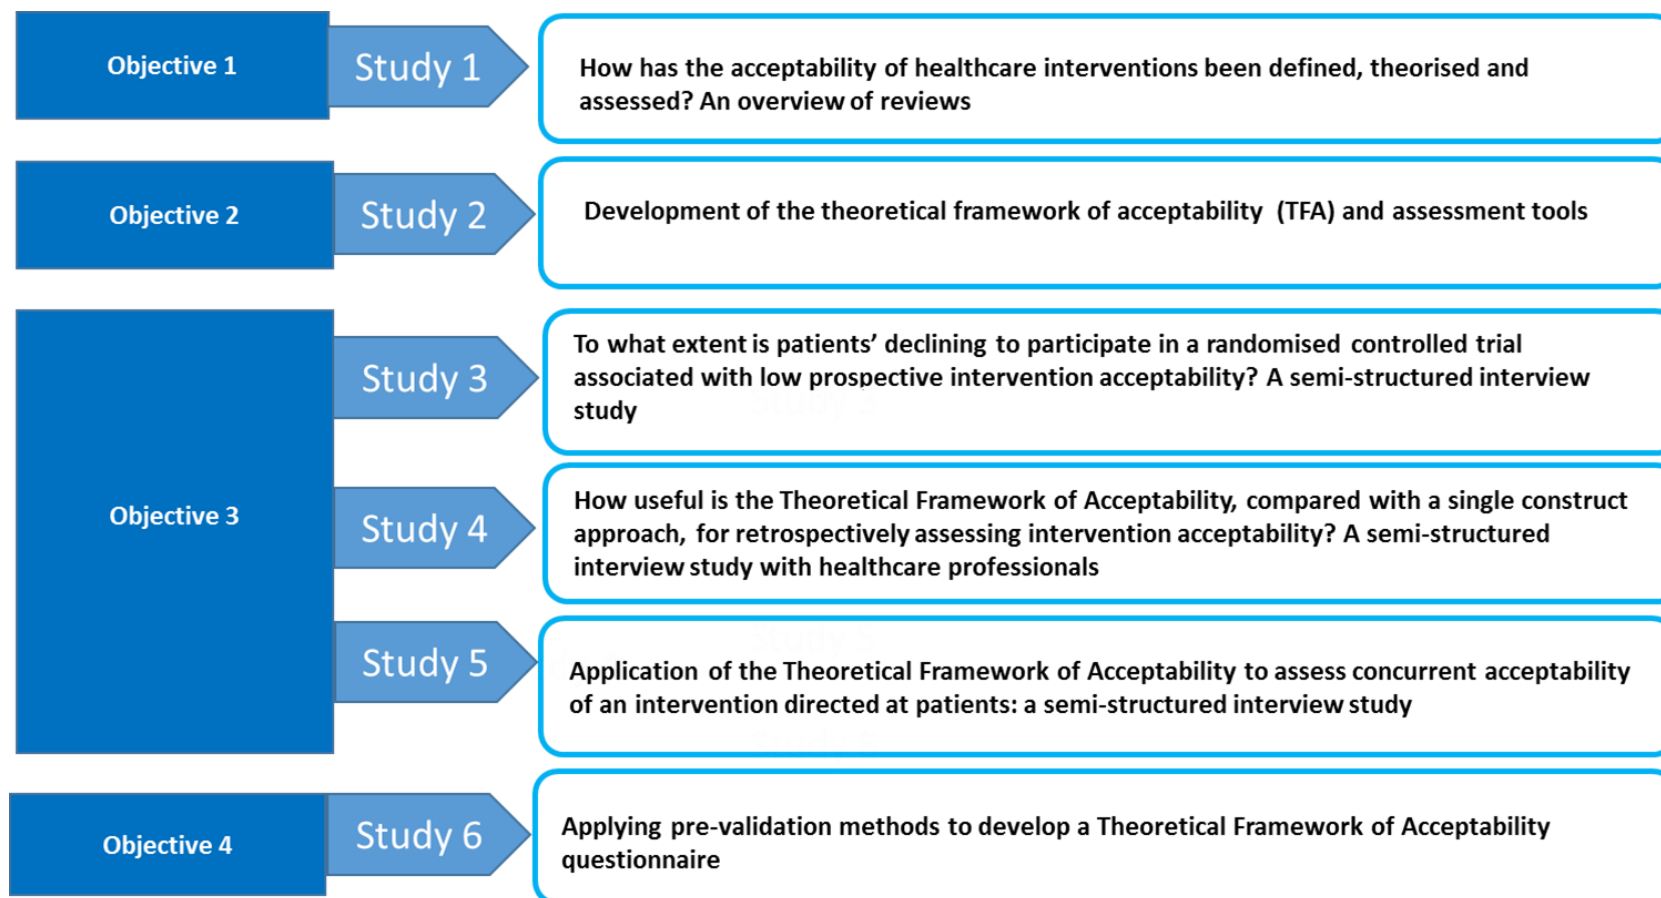 Objective 1
Study 1
How has the acceptability of healthcare interventions been defined, theorised and
assessed? An overview of reviews
Objective 2
Study 2
Development of the theoretical framework of acceptability (TFA) and assessment tools
Objective 3
Study 3
To what extent is patients’ declining to participate in a randomised controlled trial
associated with low prospective intervention acceptability? A semi-structured interview
study
Study 4
How useful is the Theoretical Framework of Acceptability, compared with a single construct
approach, for retrospectively assessing intervention acceptability? A semi-structured
interview study with healthcare professionals
Study 5
Application of the Theoretical Framework of Acceptability to assess concurrent acceptability
of an intervention directed at patients: a semi-structured interview study
Objective 4
Study 6
Applying pre-validation methods to develop a Theoretical Framework of Acceptability
questionnaire